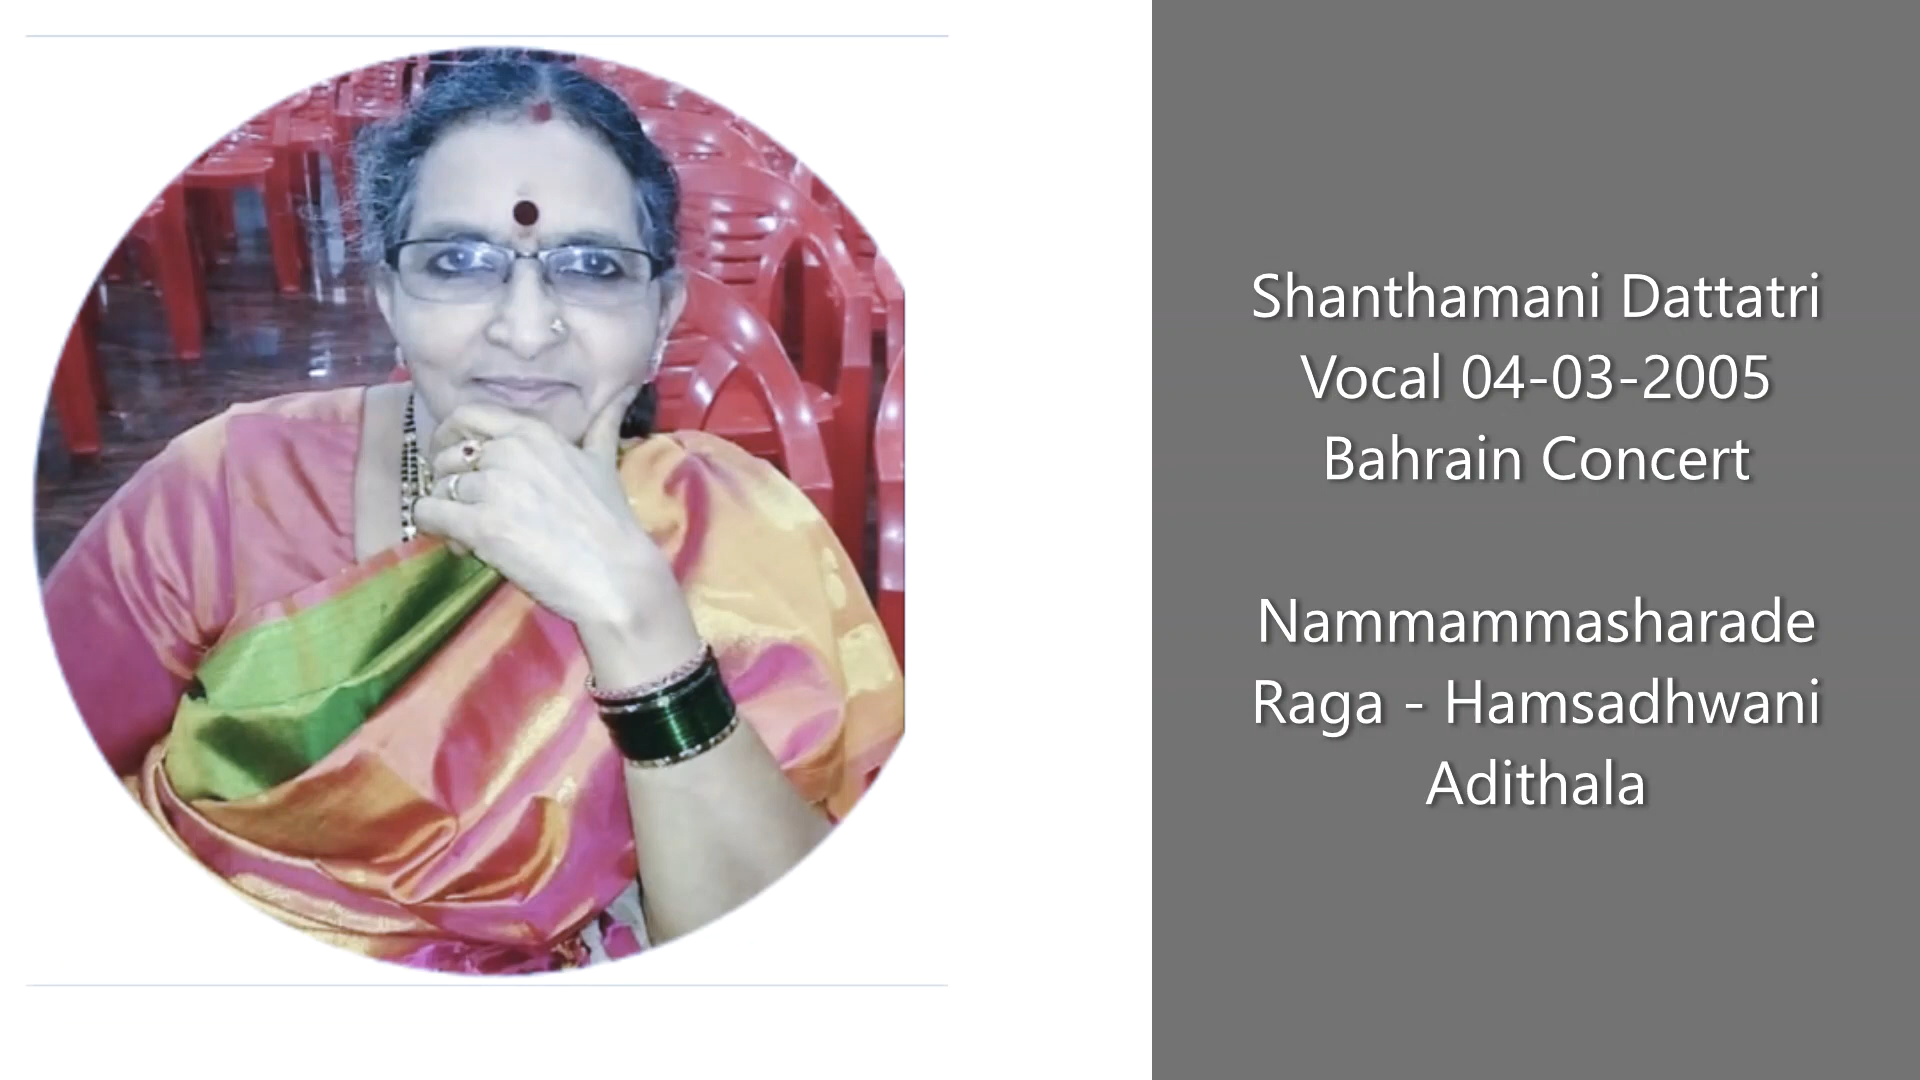 Shanthamani Dattatri
Vocal 04-03-2005
Bahrain Concert
Nammammasharade
Raga - Hamsadhwani
Adithala